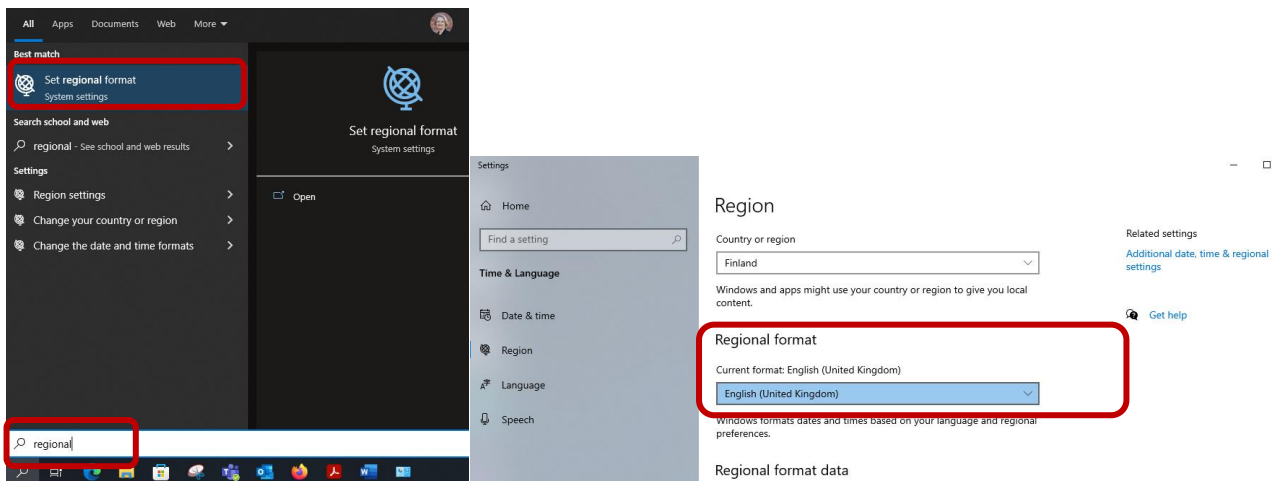 All Apps Documents Web More
Best match
Set regional format
System settings
Search school and web
regional - See school and web results
Settings
Region settings
Change your country or region
Change the date and time formats
regional
Set regional format
System settings
Open
Settings
Home
Find a setting
Time & Language
Date & time
Region
Language
Speech
Region
Country or region
Finland
Windows and apps might use your country or region to give you local
content.
Regional format
Current format: English (United Kingdom)
English (United Kingdom)
Windows formats dates and times based on your language and regional
preferences.
Regional format data
Related settings
Additional date, time & regional
settings
Get help